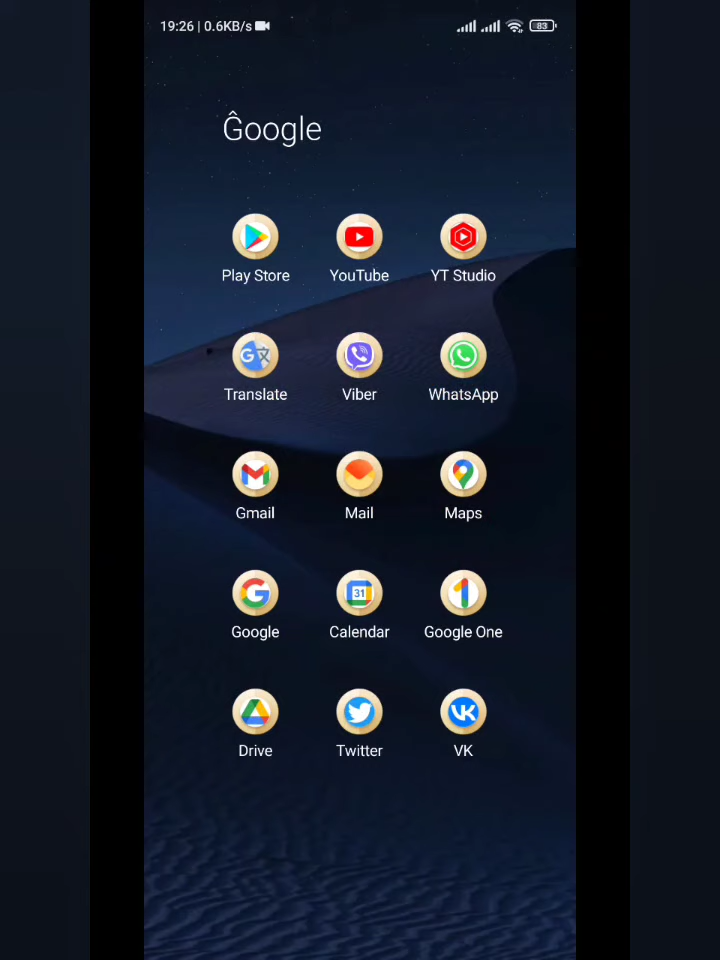 19:26 | 0.6KB/s
83
Ĝoogle
Play Store
YouTube
YT Studio
Translate
Viber
WhatsApp
Gmail
Mail
Maps
Google
31
Calendar
Google One
Drive
Twitter
VK